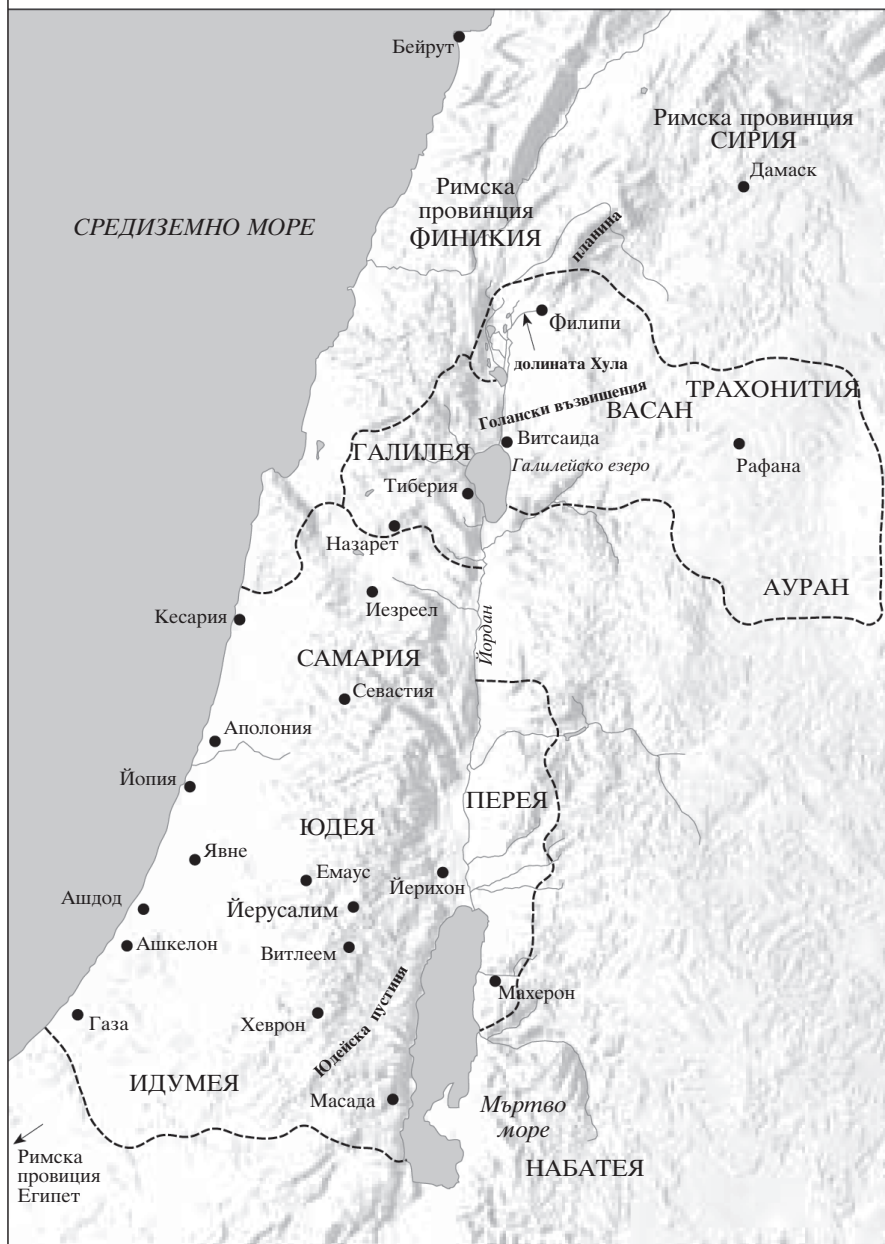 Бейрут
Римска провинция
СИРИЯ
Дамаск
Римска
провинция
ФИНИКИЯ
СРЕДИЗЕМНО МОРЕ
планина
Филипи
долината Хула
ТРАХОНИТИЯ
Голански възвишения
ВАСАН
Витсаида
ГАЛИЛЕЯ
Галилейско езеро
Рафана
Тиберия
Назарет
АУРАН
Иезреел
Кесария
Йордан
САМАРИЯ
Севастия
Аполония
Йопия
ПЕРЕЯ
ЮДЕЯ
Явне
Емаус
Йерихон
Ашдод
Йерусалим
Ашкелон
Витлеем
Махерон
Газа
Хеврон
Юдейска пустиня
ИДУМЕЯ
Масада
Мъртво
море
Римска
провиция
Египет
НАБАТЕЯ